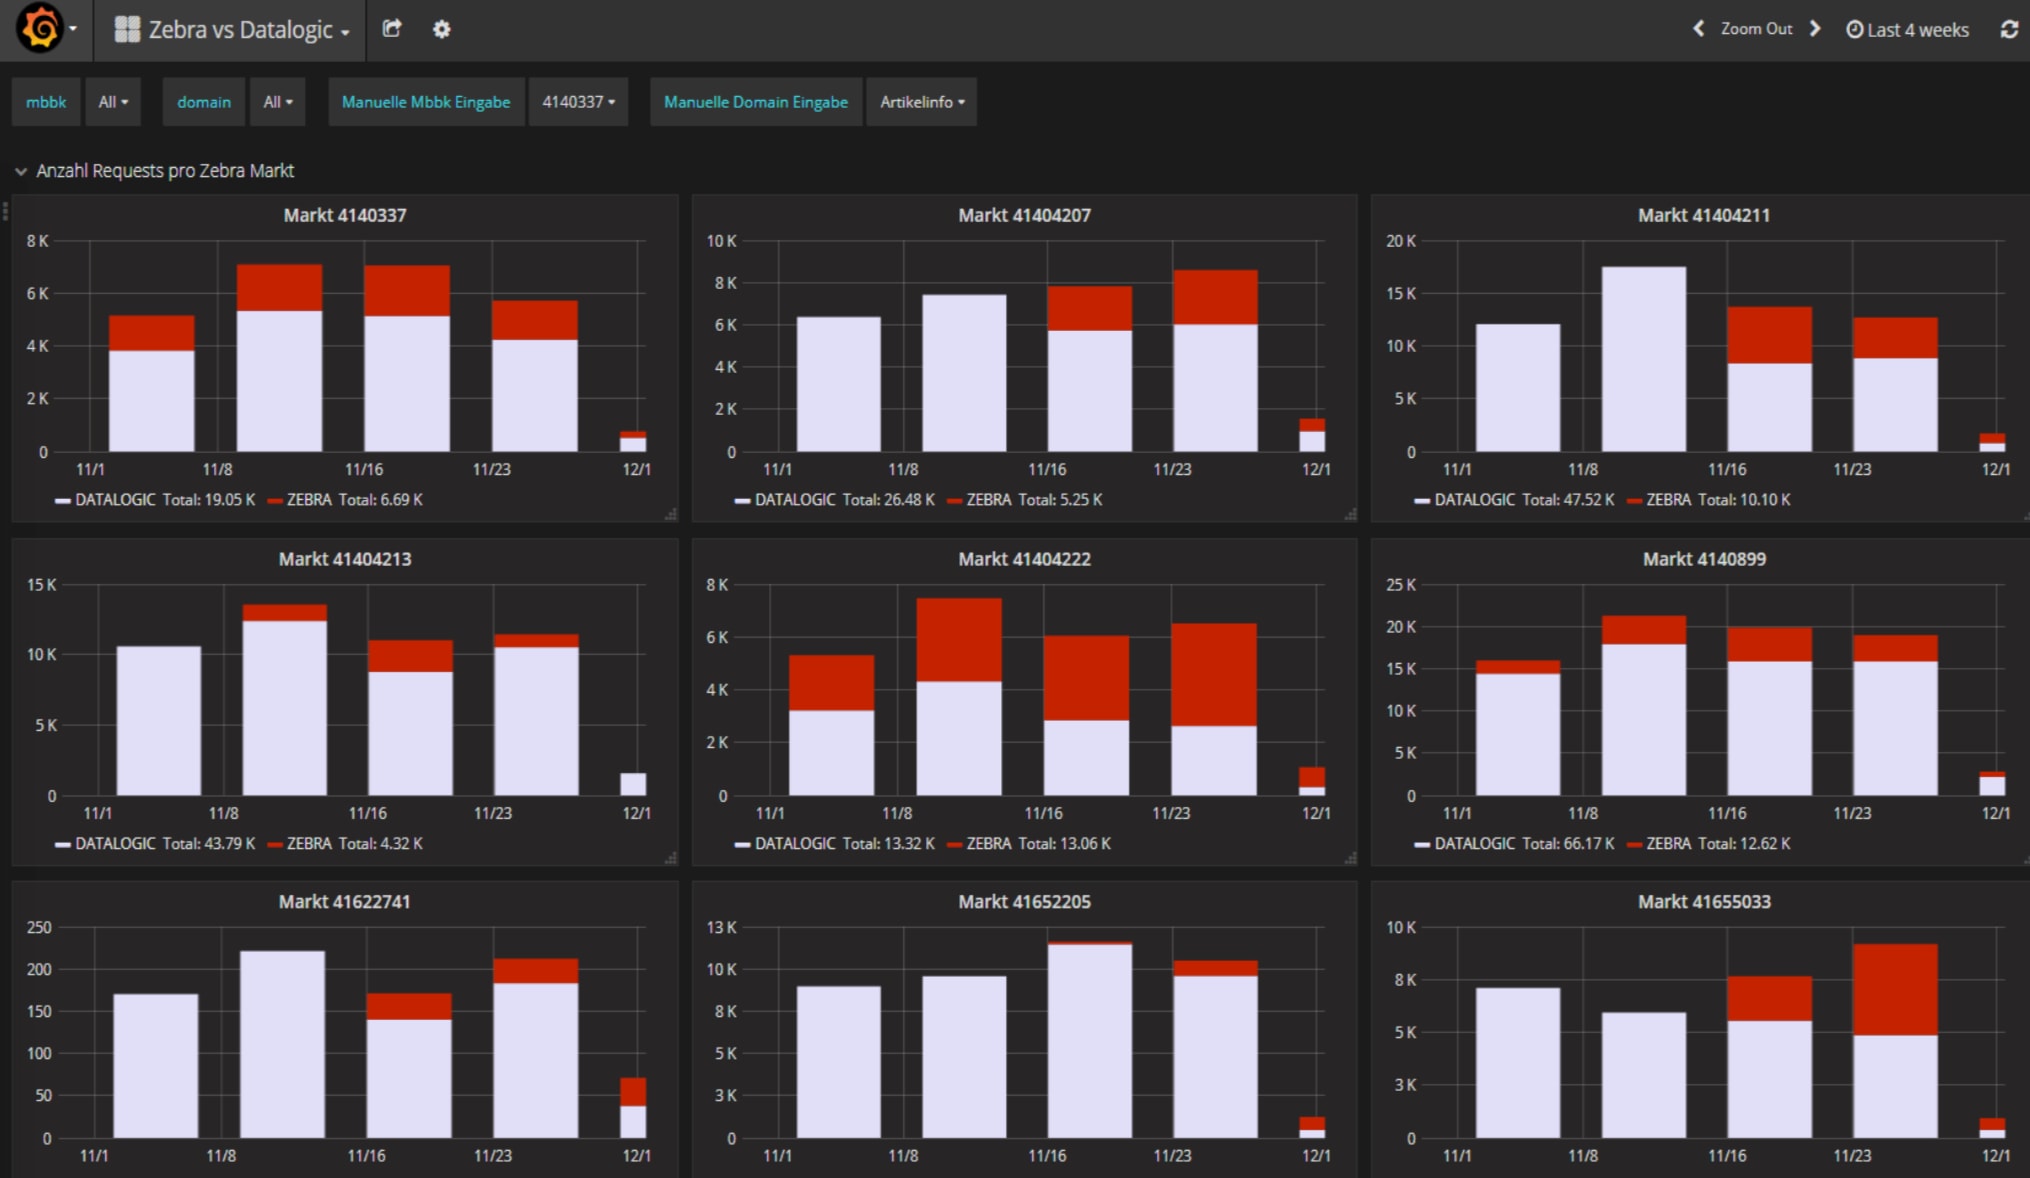 Zebra vs Datalogic
Zoom Out
Last 4 weeks
mbbk All domain All Manuelle Mbbk Eingabe 4140337 Manuelle Domain Eingabe Artikelinfo
Anzahl Requests pro Zebra Markt
Markt 4140337
8 K
6 K
4 K
2 K
0
11/1 11/8 11/16 11/23 12/1
DATALOGIC Total: 19.05 K ZEBRA Total: 6.69 K
Markt 41404207
10 K
8 K
6 K
4 K
2 K
0
11/1 11/8 11/16 11/23 12/1
DATALOGIC Total: 26.48 K ZEBRA Total: 5.25 K
Markt 41404211
20 K
15 K
10 K
5 K
0
11/1 11/8 11/16 11/23 12/1
DATALOGIC Total: 47.52 K ZEBRA Total: 10.10 K
Markt 41404213
15 K
10 K
5 K
0
11/1 11/8 11/16 11/23 12/1
DATALOGIC Total: 43.79 K ZEBRA Total: 4.32 K
Markt 41404222
8 K
6 K
4 K
2 K
0
11/1 11/8 11/16 11/23 12/1
DATALOGIC Total: 13.32 K ZEBRA Total: 13.06 K
Markt 4140899
25 K
20 K
15 K
10 K
5 K
0
11/1 11/8 11/16 11/23 12/1
DATALOGIC Total: 66.17 K ZEBRA Total: 12.62 K
Markt 41622741
250
200
150
100
50
0
11/1 11/8 11/16 11/23 12/1
Markt 41652205
13 K
10 K
8 K
5 K
3 K
0
11/1 11/8 11/16 11/23 12/1
Markt 41655033
10 K
8 K
5 K
3 K
0
11/1 11/8 11/16 11/23 12/1